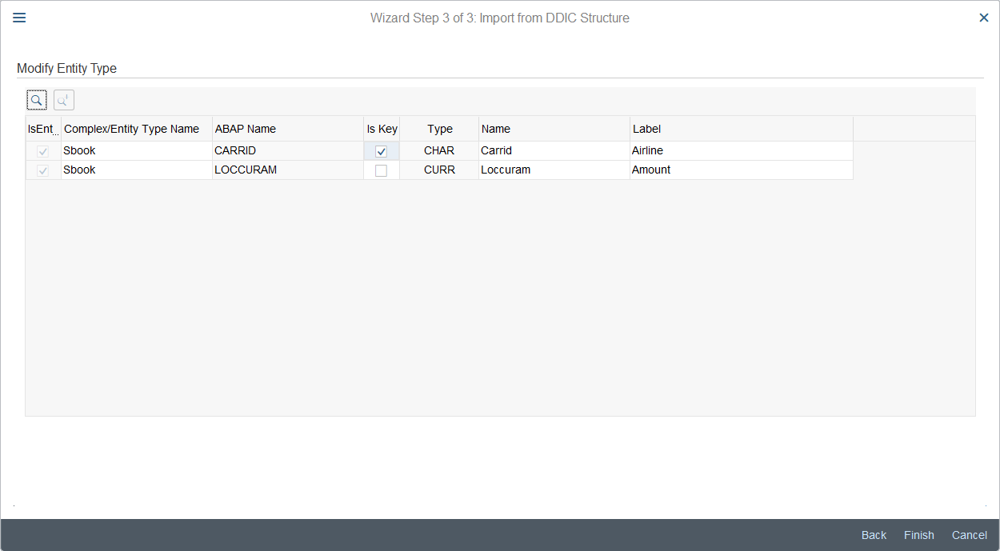 Wizard Step 3 of 3: Import from DDIC Structure
Modify Entity Type
IsEnt... Complex/Entity Type Name ABAP Name Is Key Type Name Label
Sbook CARRID CHAR Carrid Airline
Sbook LOCCURAM CURR Loccuram Amount
Back Finish Cancel